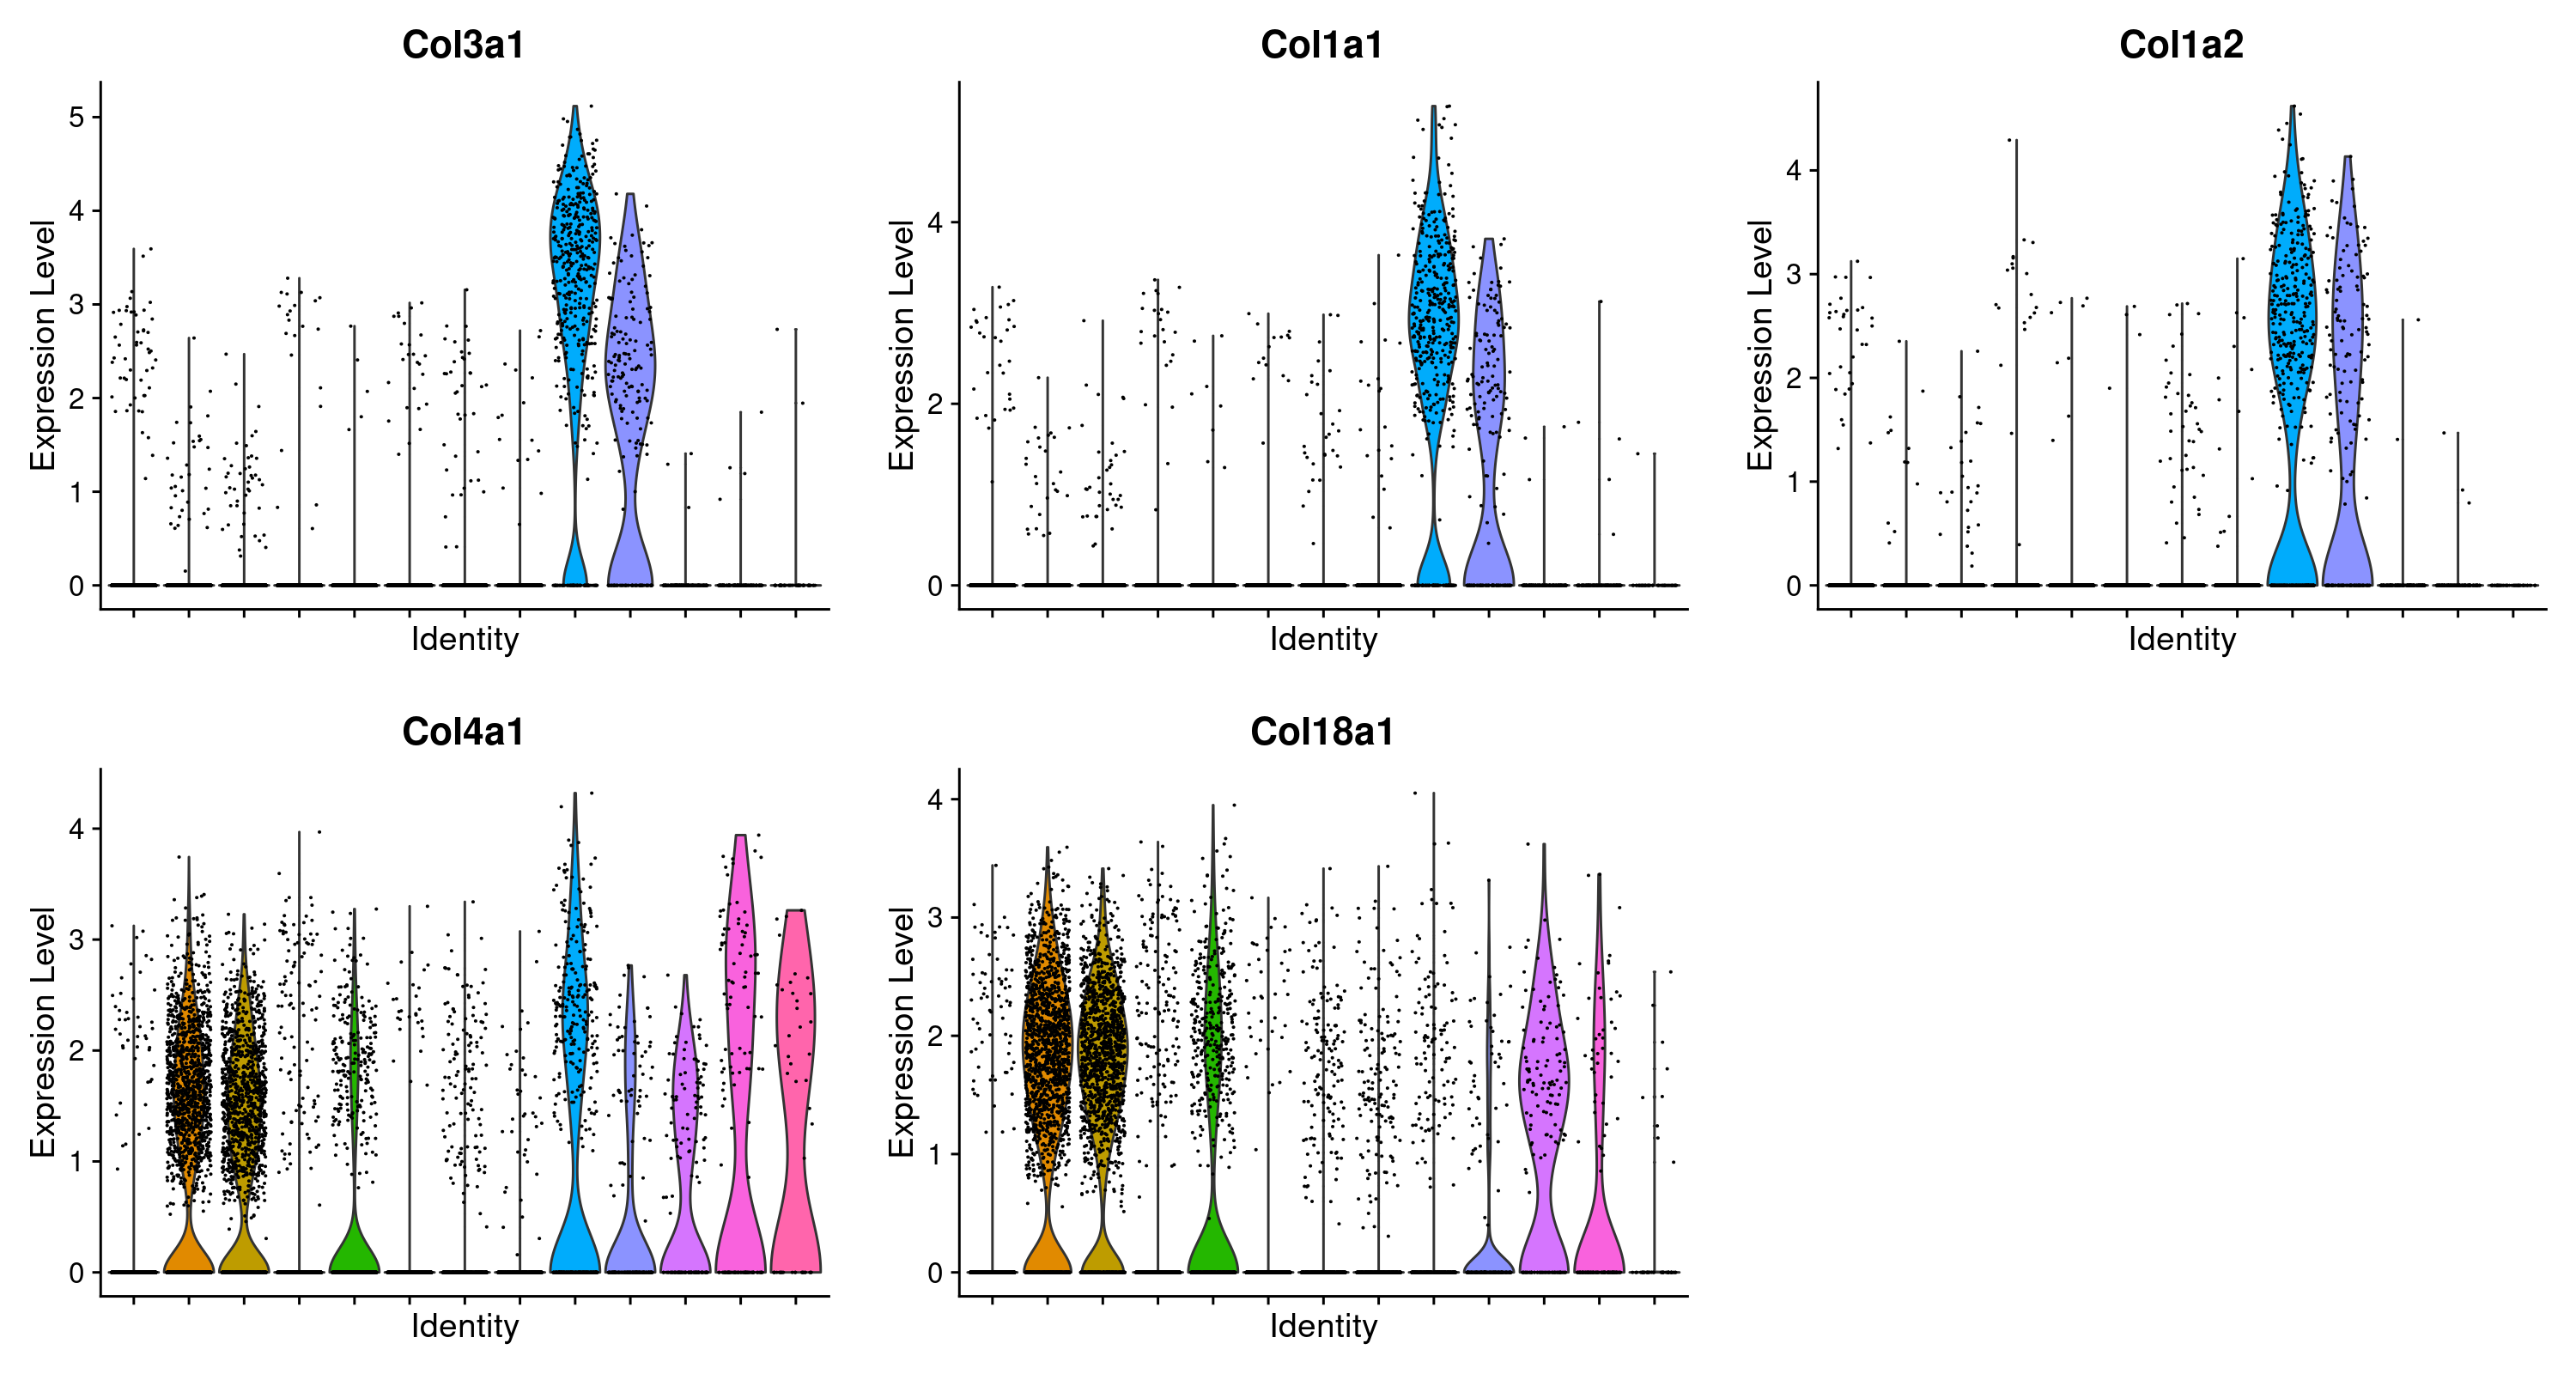 Col3a1
Expression Level
5
4
3
2
1
0
Identity
Col1a1
Expression Level
4
2
0
Identity
Col1a2
Expression Level
4
3
2
1
0
Identity
Col4a1
Expression Level
4
3
2
1
0
Identity
Col18a1
Expression Level
4
3
2
1
0
Identity